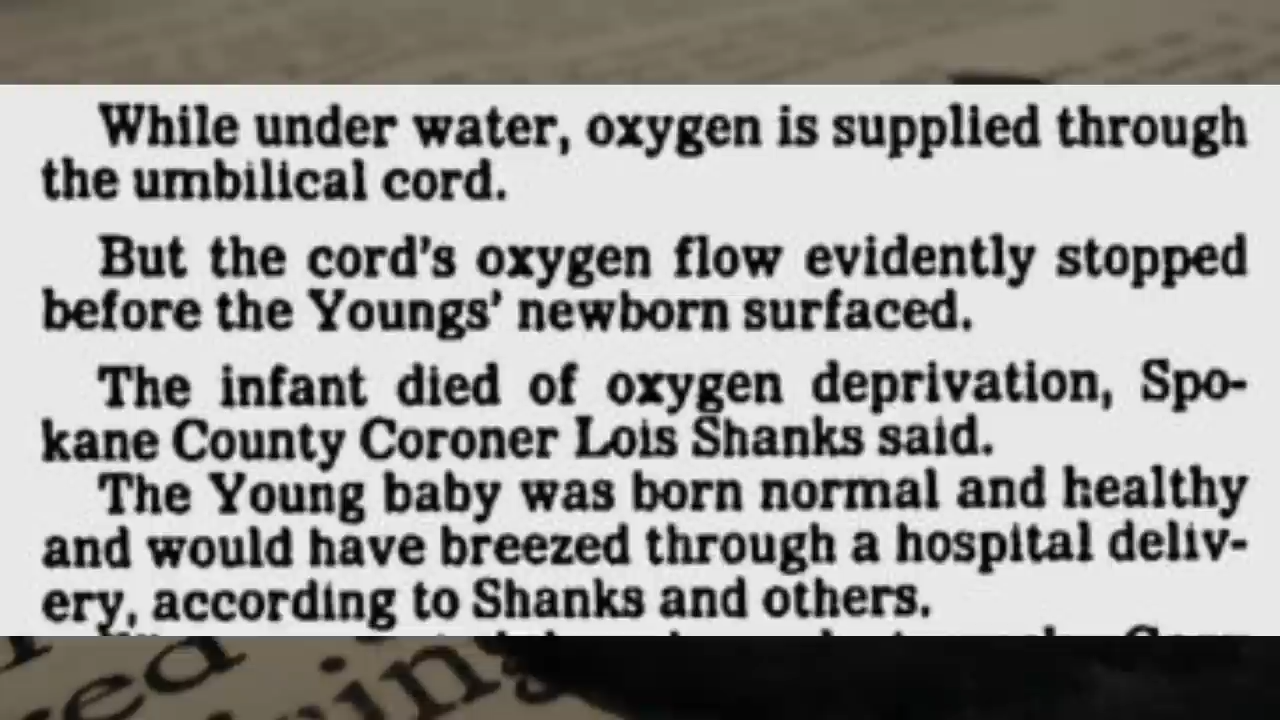 While under water, oxygen is supplied through
the umbilical cord.
But the cord's oxygen flow evidently stopped
before the Youngs' newborn surfaced.
The infant died of oxygen deprivation, Spo-
kane County Coroner Lois Shanks said.
The Young baby was born normal and healthy
and would have breezed through a hospital deliv-
ery, according to Shanks and others.